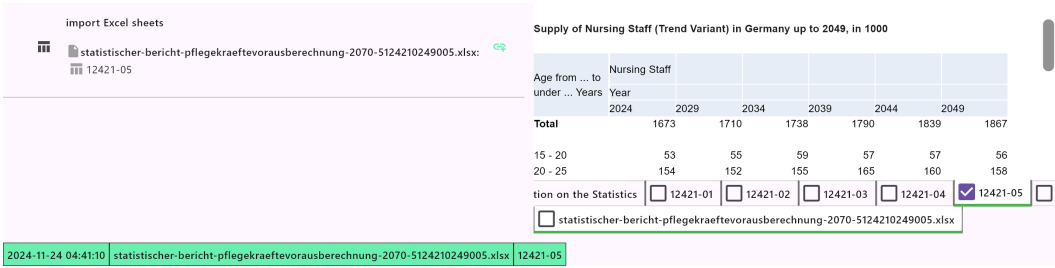 import Excel sheets
statistischer-bericht-pflegekraeftevorausberechnung-2070-5124210249005.xlsx:
12421-05
Supply of Nursing Staff (Trend Variant) in Germany up to 2049, in 1000
Age from ... to under ... Years
Nursing Staff
Year
2024 2029 2034 2039 2044 2049
Total 1673 1710 1738 1790 1839 1867
15 - 20 53 55 59 57 57 56
20 - 25 154 152 155 165 160 158
tion on the Statistics 12421-01 12421-02 12421-03 12421-04 12421-05
statistischer-bericht-pflegekraeftevorausberechnung-2070-5124210249005.xlsx
2024-11-24 04:41:10 statistischer-bericht-pflegekraeftevorausberechnung-2070-5124210249005.xlsx 12421-05